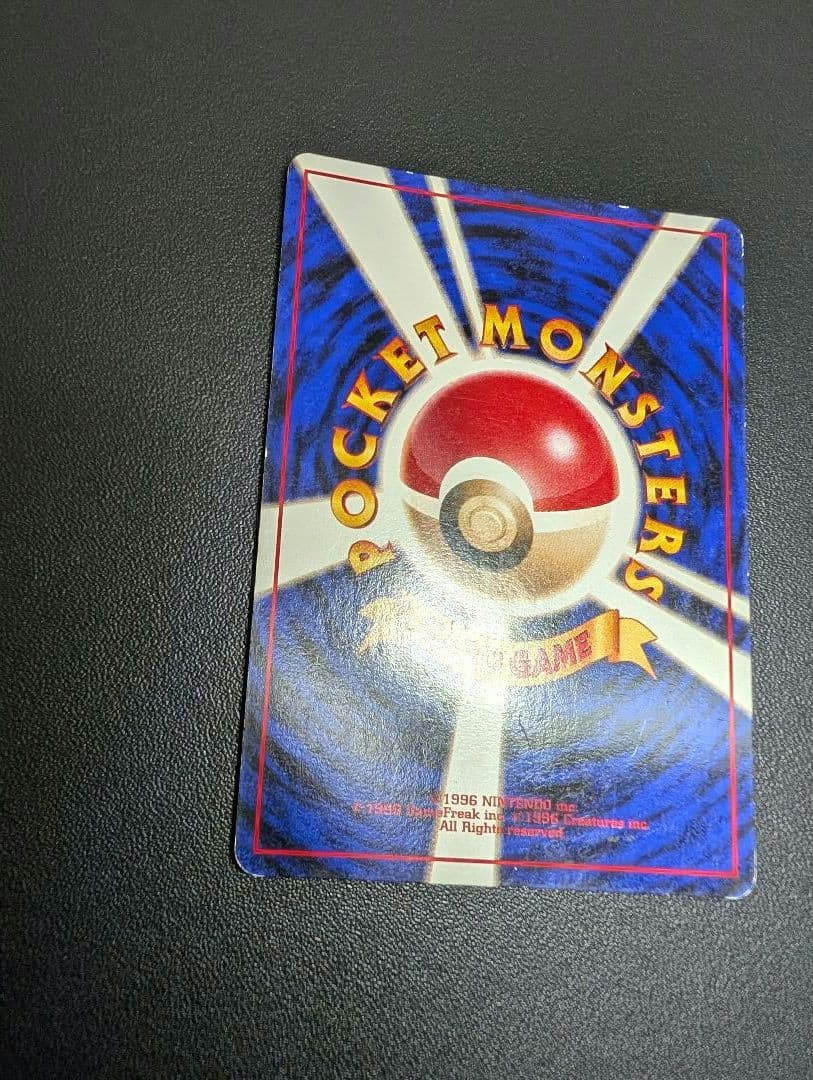 POCKET MONSTERS
GAME
©1996 NINTENDO inc.
©1996 GameFreak inc. ©1996 Creatures inc.
All Rights reserved.